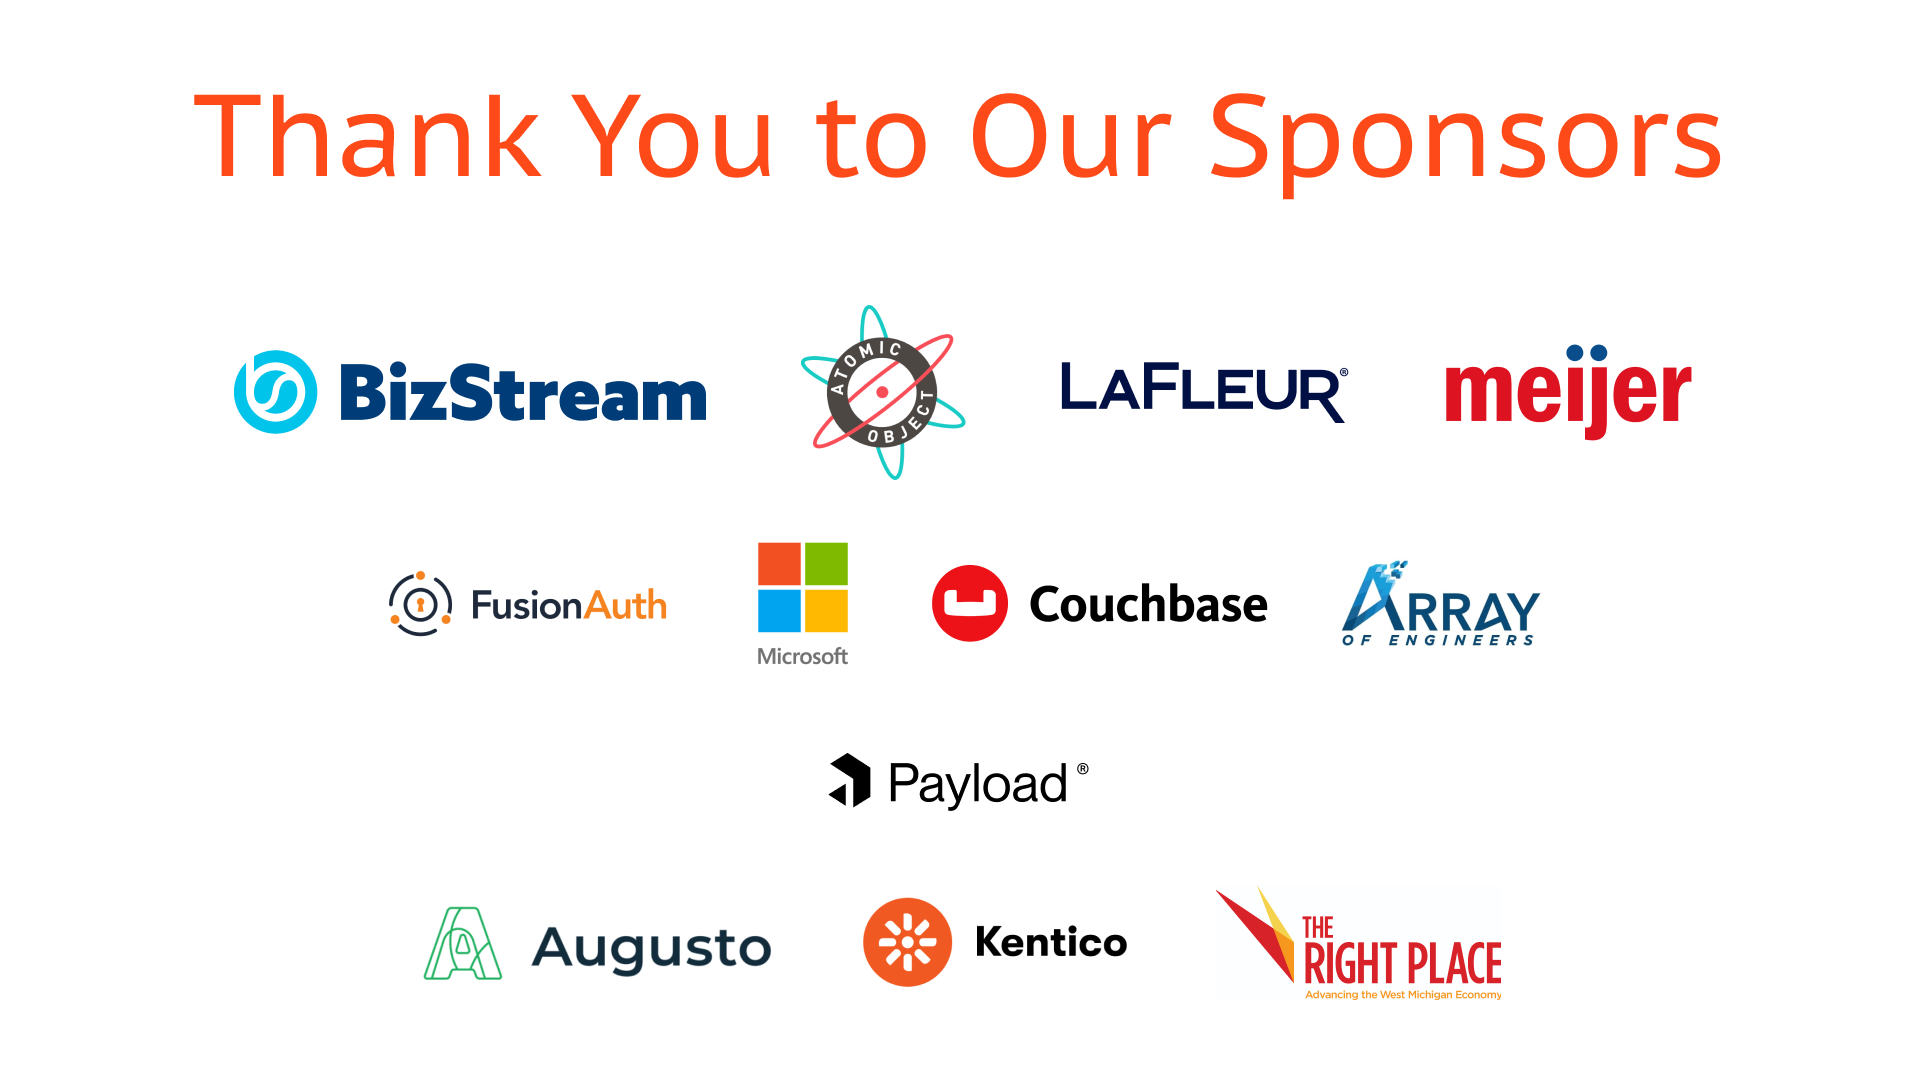 Thank You to Our Sponsors
BizStream
ATOMIC OBJECT
LAFLEUR®
meijer
FusionAuth
Microsoft
Couchbase
ARRAY
OF ENGINEERS
Payload®
Augusto
Kentico
THE
RIGHT PLACE
Advancing the West Michigan Economy